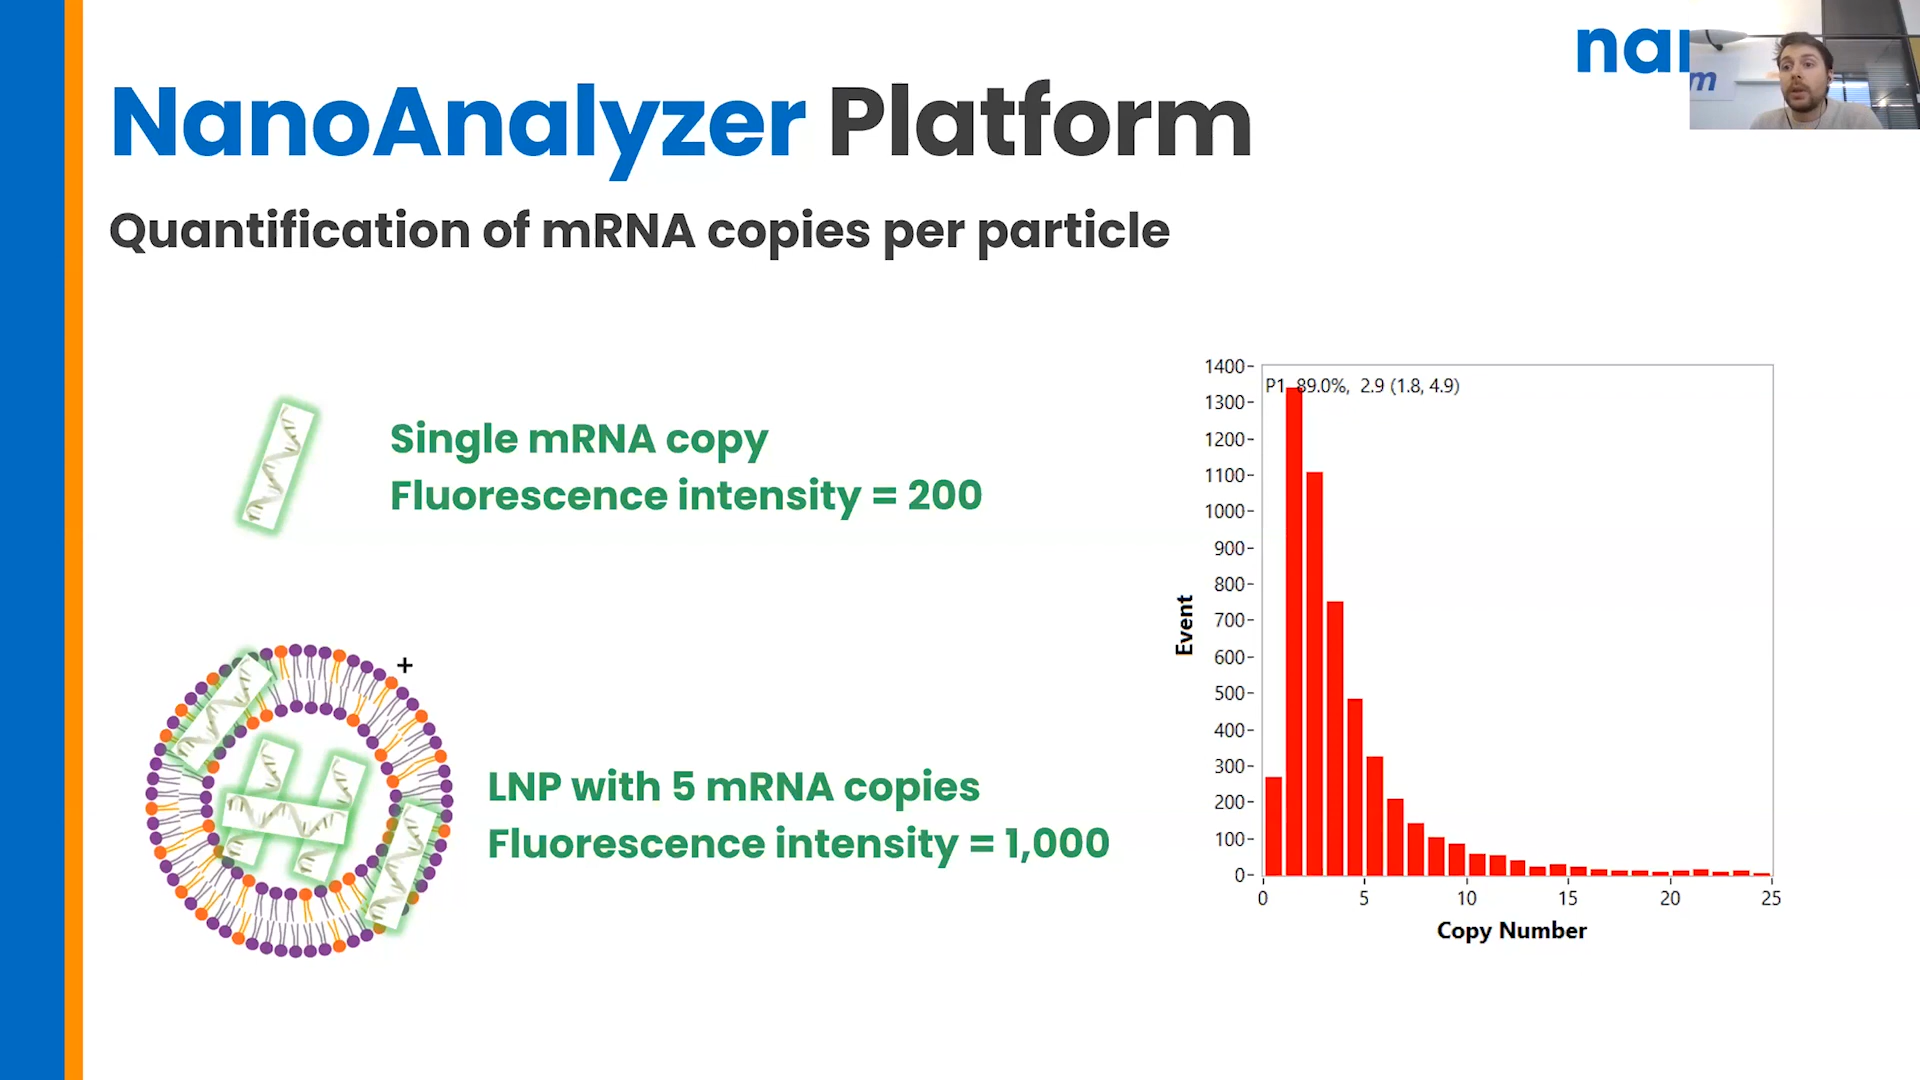 NanoAnalyzer Platform
Quantification of mRNA copies per particle
Single mRNA copy
Fluorescence intensity = 200
+
LNP with 5 mRNA copies
Fluorescence intensity = 1,000
P1, 89.0%, 2.9 (1.8, 4.9)
1400
1300
1200
1100
1000
900
800
700
600
500
400
300
200
100
0
Event
0 5 10 15 20 25
Copy Number